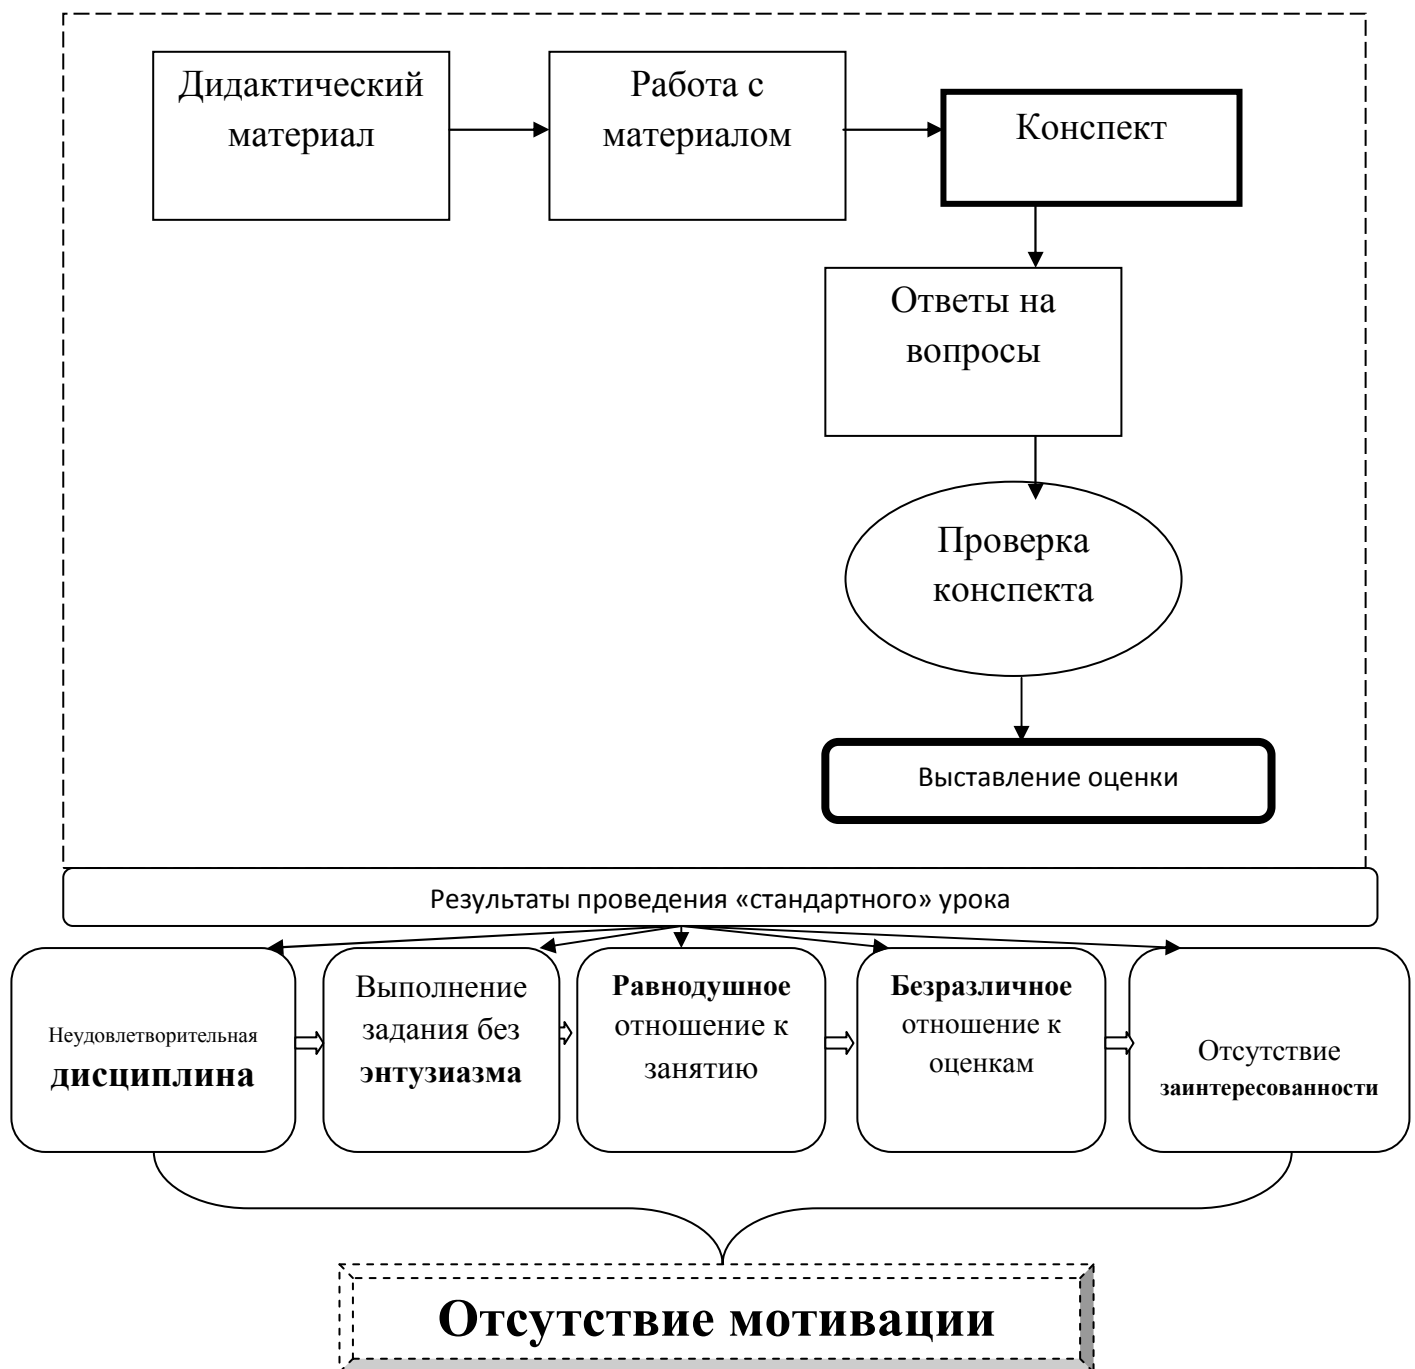 Дидактический
материал
Работа с
материалом
Конспект
Ответы на
вопросы
Проверка
конспекта
Выставление оценки
Результаты проведения «стандартного» урока
Неудовлетворительная
дисциплина
Выполнение
задания без
энтузиазма
Равнодушное
отношение к
занятию
Безразличное
отношение к
оценкам
Отсутствие
заинтересованности
Отсутствие мотивации